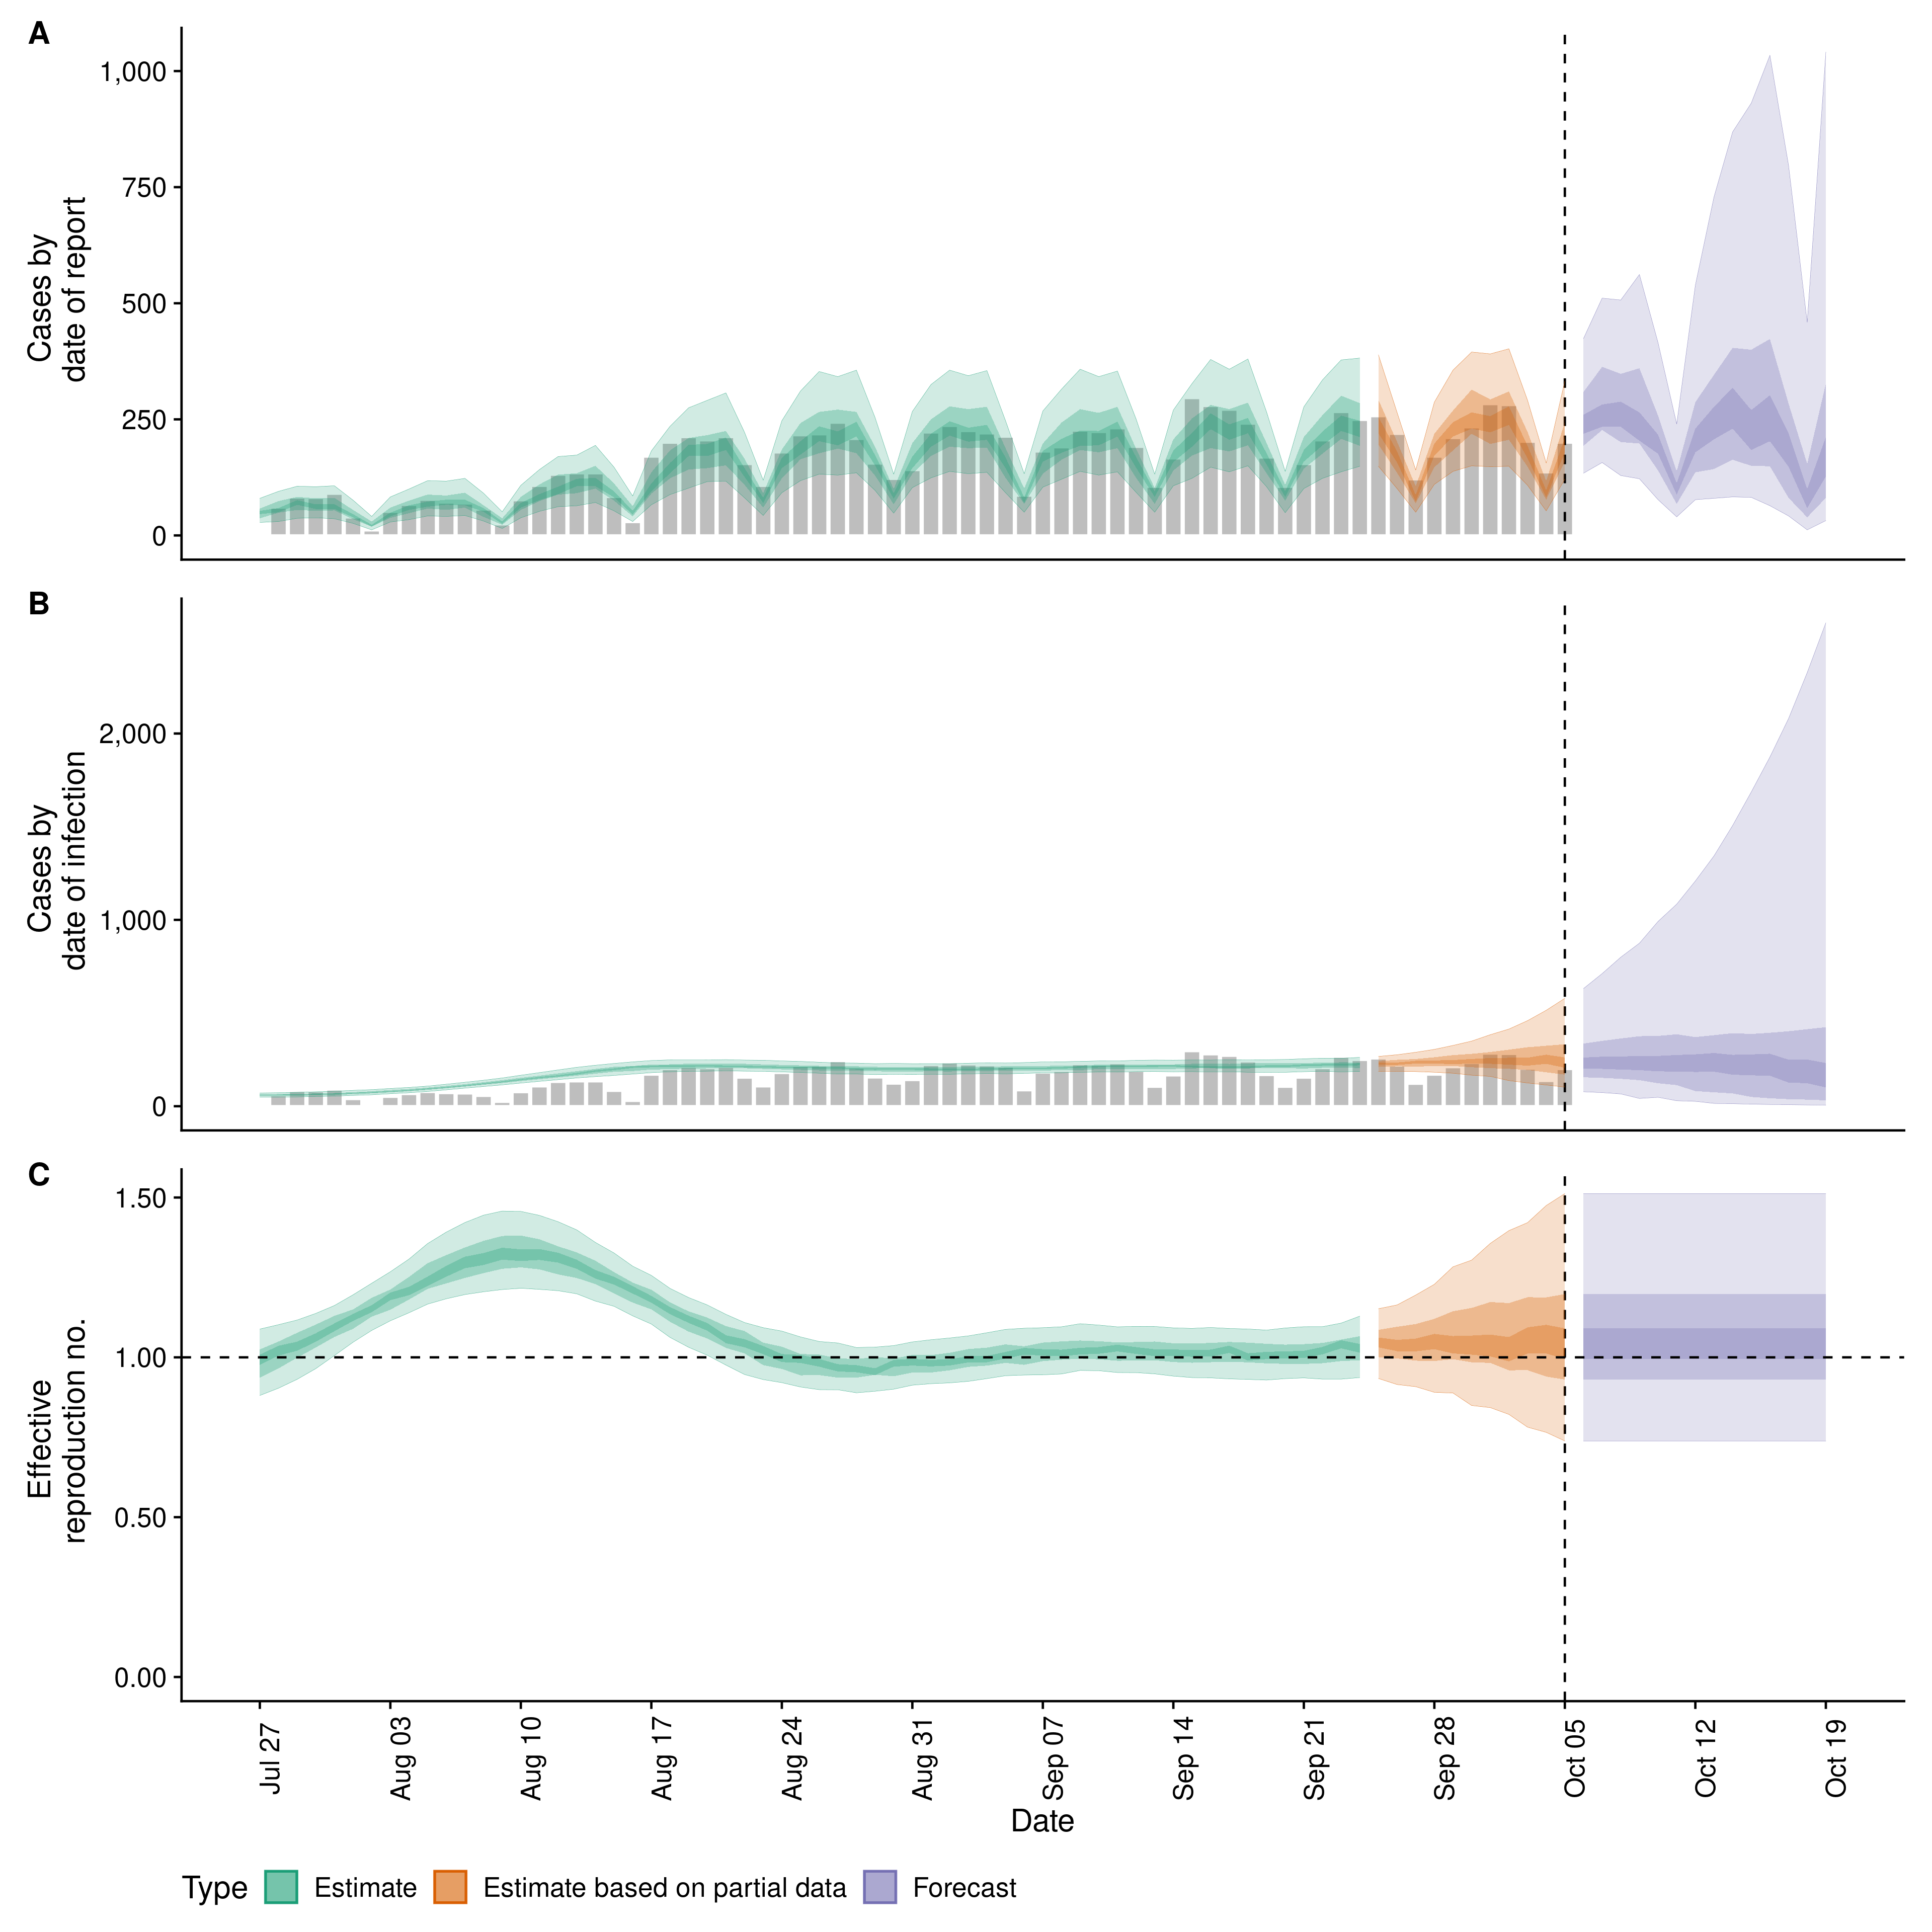 A
1,000
750
500
250
0
Cases by
date of report
B
2,000
1,000
0
Cases by
date of infection
C
1.50
1.00
0.50
0.00
Effective
reproduction no.
Jul 27
Aug 03
Aug 10
Aug 17
Aug 24
Aug 31
Sep 07
Sep 14
Sep 21
Sep 28
Oct 05
Oct 12
Oct 19
Date
Type
Estimate
Estimate based on partial data
Forecast